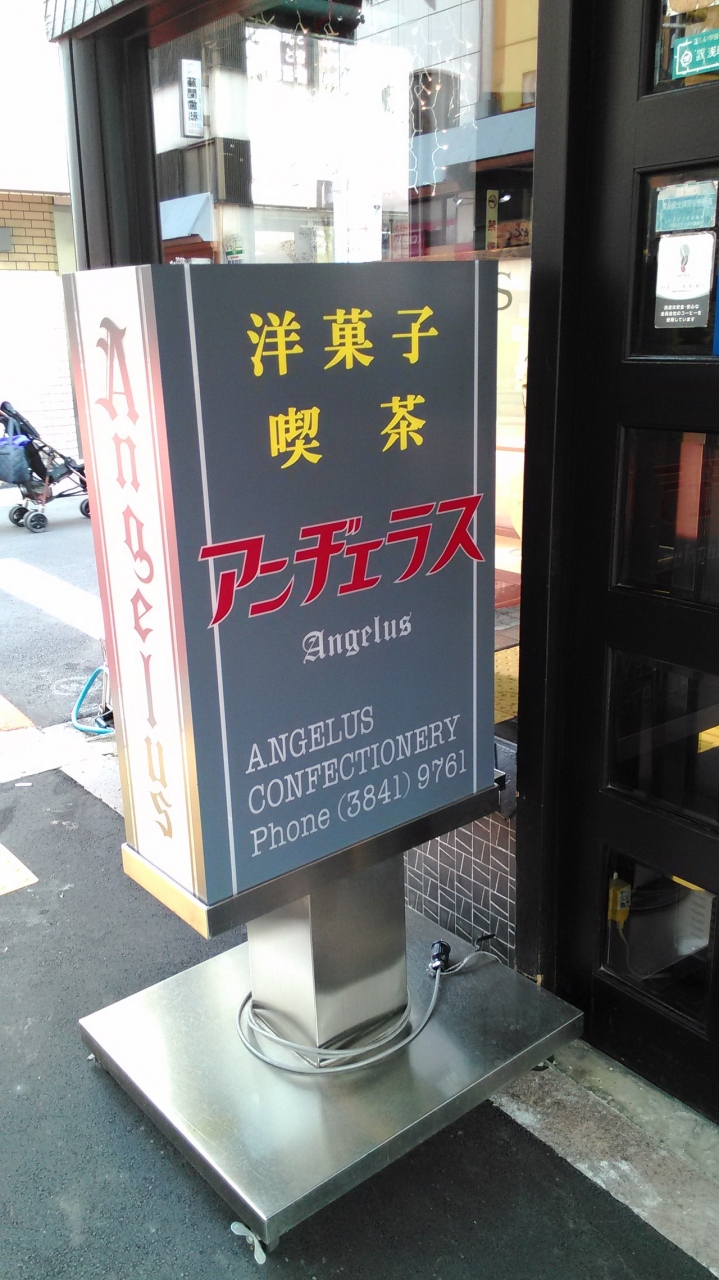 洋菓子
喫 茶
アンヂェラス
Angelus
ANGELUS
CONFECTIONERY
Phone (3841) 9761
Angelus